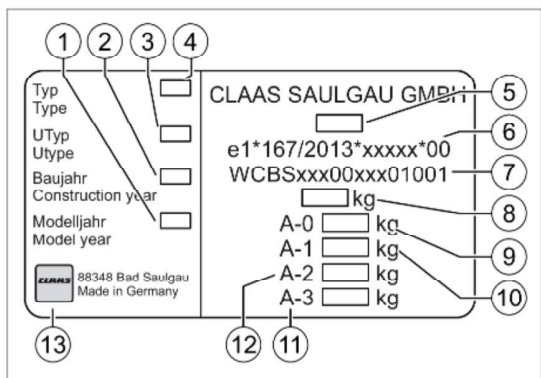 1 2 3 4
Typ
Type
UTyp
Utype
Baujahr
Construction year
Modelljahr
Model year
CLAAS
88348 Bad Saulgau
Made in Germany
CLAAS SAULGAU GMBH
5
e1*167/2013*xxxxx*00
6
WCBSxxx00xxx01001
7
kg
8
A-0 kg
9
A-1 kg
10
A-2 kg
A-3 kg
13 12 11